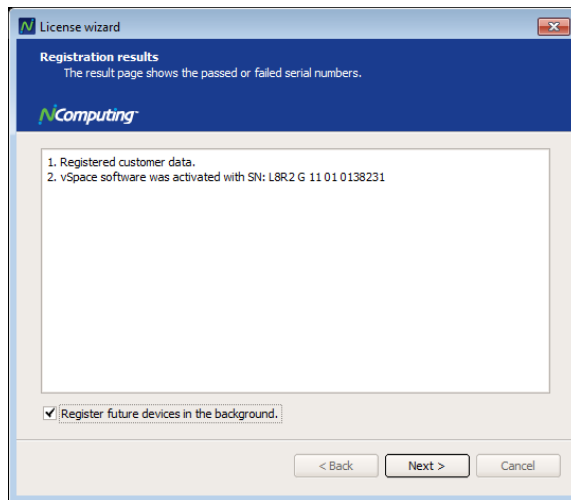 License wizard
Registration results
The result page shows the passed or failed serial numbers.
NComputing™
1. Registered customer data.
2. vSpace software was activated with SN: L8R2 G 11 01 0138231
Register future devices in the background.
< Back Next > Cancel